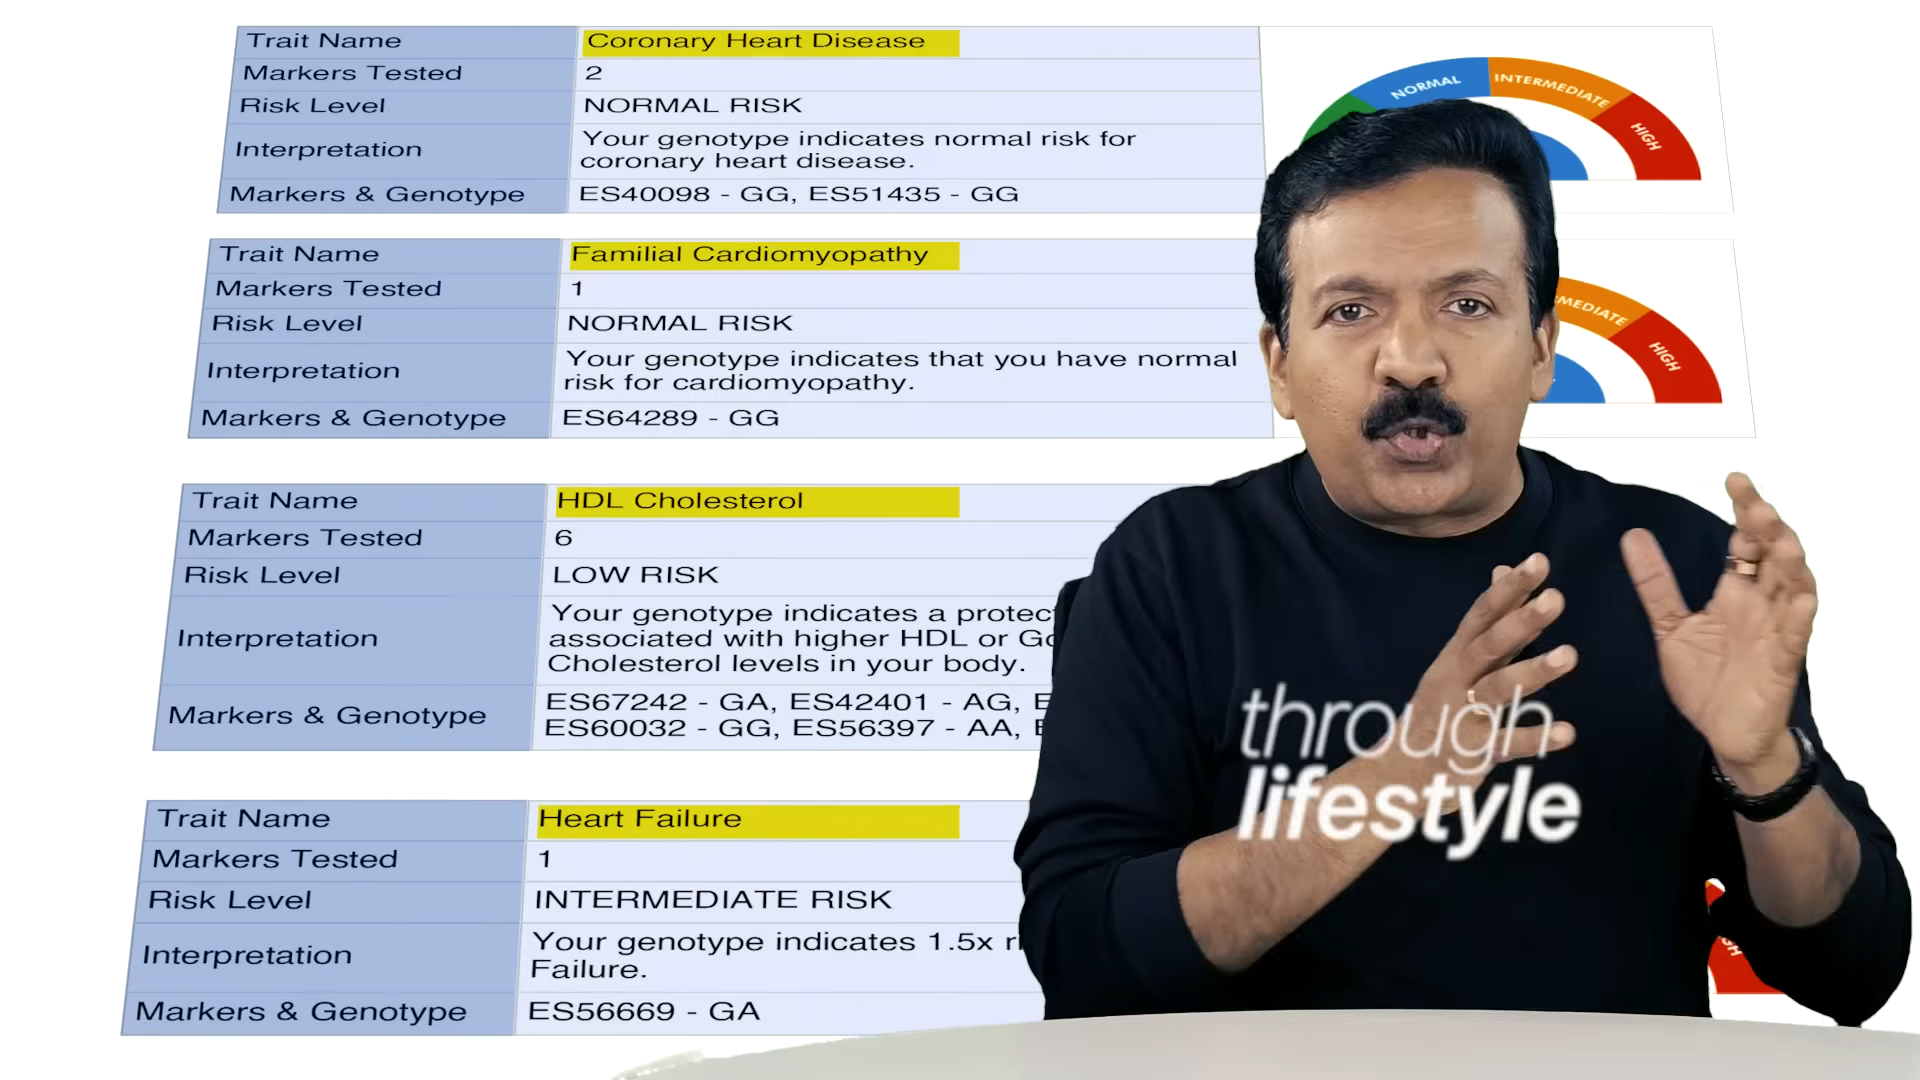 Trait Name Coronary Heart Disease
Markers Tested 2
Risk Level NORMAL RISK
Interpretation Your genotype indicates normal risk for
coronary heart disease.
Markers & Genotype ES40098 - GG, ES51435 - GG
NORMAL INTERMEDIATE HIGH
Trait Name Familial Cardiomyopathy
Markers Tested 1
Risk Level NORMAL RISK
Interpretation Your genotype indicates that you have normal
risk for cardiomyopathy.
Markers & Genotype ES64289 - GG
MEDIATE HIGH
Trait Name HDL Cholesterol
Markers Tested 6
Risk Level LOW RISK
Interpretation Your genotype indicates a protec
associated with higher HDL or Go
Cholesterol levels in your body.
Markers & Genotype ES67242 - GA, ES42401 - AG, E
ES60032 - GG, ES56397 - AA, E
Trait Name Heart Failure
Markers Tested 1
Risk Level INTERMEDIATE RISK
Interpretation Your genotype indicates 1.5x ri
Failure.
Markers & Genotype ES56669 - GA
through
lifestyle